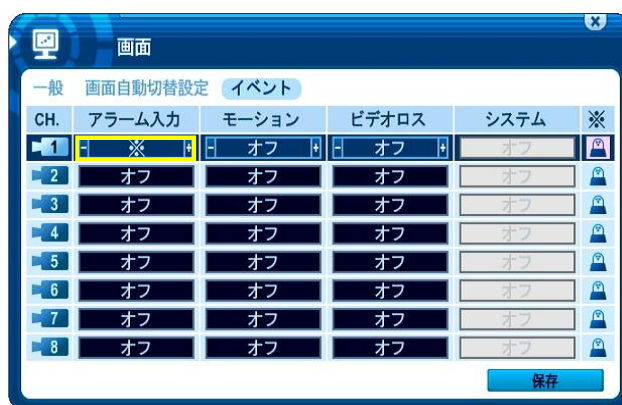 画面
一般 画面自動切替設定 イベント
CH. アラーム入力 モーション ビデオロス システム ※
1 - ※ + - オフ + - オフ + オフ
2 オフ オフ オフ オフ
3 オフ オフ オフ オフ
4 オフ オフ オフ オフ
5 オフ オフ オフ オフ
6 オフ オフ オフ オフ
7 オフ オフ オフ オフ
8 オフ オフ オフ オフ
保存